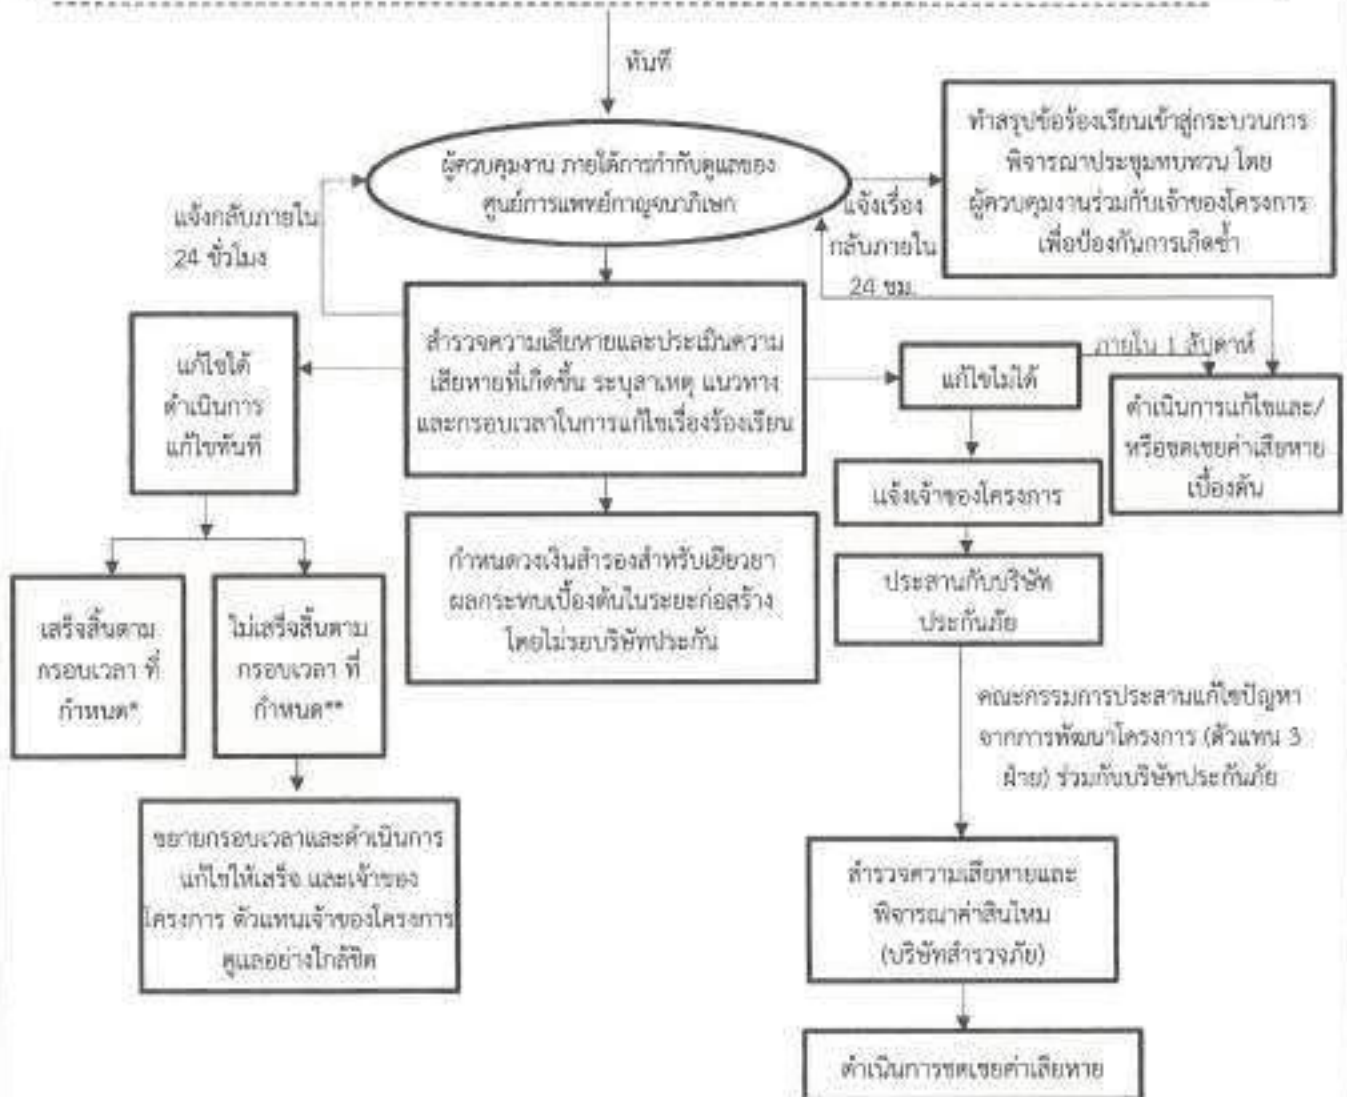 ทันที
ผู้ควบคุมงาน ภายใต้การกำกับดูแลของ
ศูนย์การแพทย์กาญจนาภิเษก
ทำสรุปข้อร้องเรียนเข้าสู่กระบวนการ
พิจารณาประชุมทบทวน โดย
ผู้ควบคุมงานร่วมกับเจ้าของโครงการ
เพื่อป้องกันการเกิดซ้ำ
แจ้งกลับภายใน
24 ชั่วโมง
แจ้งเรื่อง
กลับภายใน
24 ชม.
แก้ไขได้
ดำเนินการ
แก้ไขทันที
สำรวจความเสียหายและประเมินความ
เสียหายที่เกิดขึ้น ระบุสาเหตุ แนวทาง
และกรอบเวลาในการแก้ไขเรื่องร้องเรียน
แก้ไขไม่ได้
ภายใน 1 สัปดาห์
ดำเนินการแก้ไขและ/
หรือชดเชยค่าเสียหาย
เบื้องต้น
แจ้งเจ้าของโครงการ
กำหนดวงเงินสำรองสำหรับเยียวยา
ผลกระทบเบื้องต้นในระยะก่อสร้าง
โดยไม่รอบริษัทประกัน
ประสานกับบริษัท
ประกันภัย
เสร็จสิ้นตาม
กรอบเวลา ที่
กำหนด*
ไม่เสร็จสิ้นตาม
กรอบเวลา ที่
กำหนด**
คณะกรรมการประสานแก้ไขปัญหา
จากการพัฒนาโครงการ (ตัวแทน 3
ฝ่าย) ร่วมกับบริษัทประกันภัย
ขยายกรอบเวลาและดำเนินการ
แก้ไขให้เสร็จ และเจ้าของ
โครงการ ตัวแทนเจ้าของโครงการ
ดูแลอย่างใกล้ชิด
สำรวจความเสียหายและ
พิจารณาค่าสินไหม
(บริษัทสำรวจภัย)
ดำเนินการชดเชยค่าเสียหาย